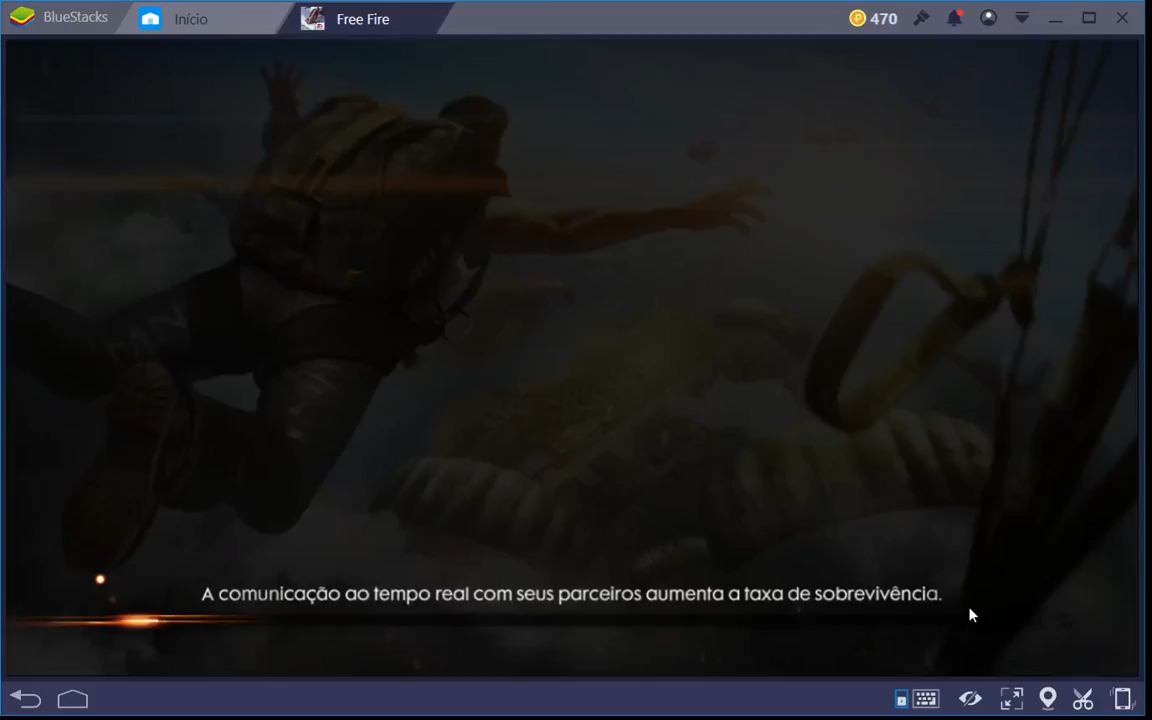 BlueStacks
Início
Free Fire
470
A comunicação ao tempo real com seus parceiros aumenta a taxa de sobrevivência.